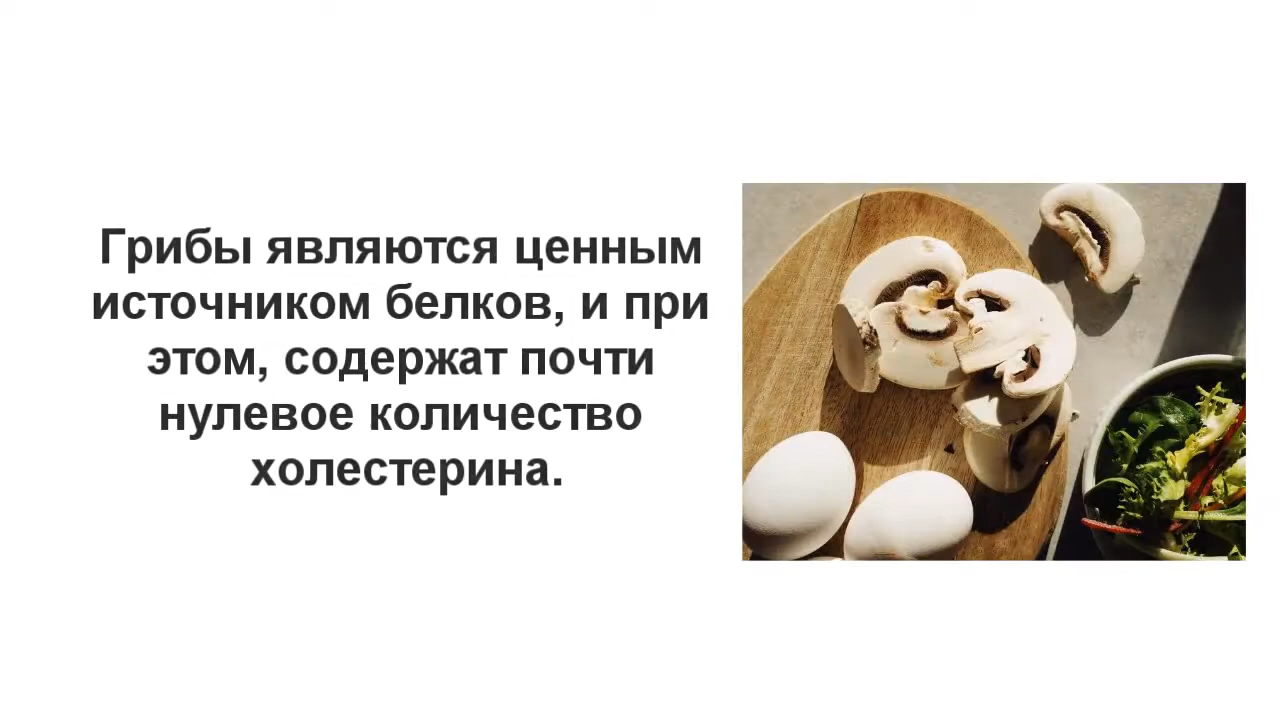 Грибы являются ценным
источником белков, и при
этом, содержат почти
нулевое количество
холестерина.